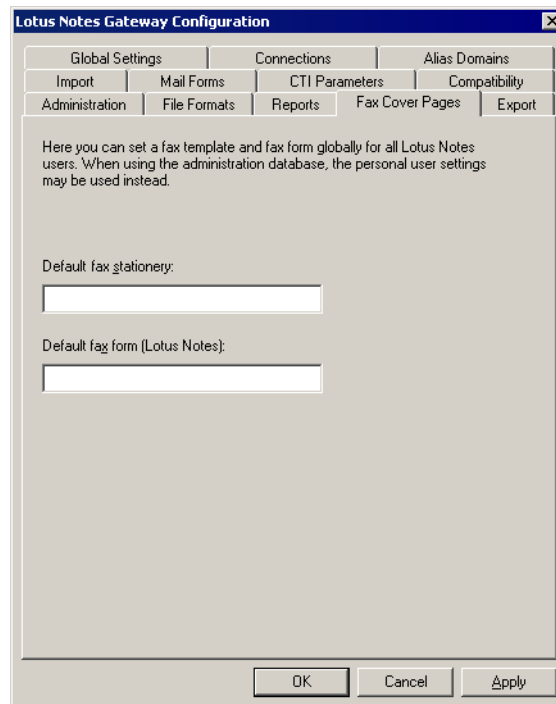 Lotus Notes Gateway Configuration
Global Settings Connections Alias Domains
Import Mail Forms CTI Parameters Compatibility
Administration File Formats Reports Fax Cover Pages Export
Here you can set a fax template and fax form globally for all Lotus Notes
users. When using the administration database, the personal user settings
may be used instead.
Default fax stationery:
Default fax form (Lotus Notes):
OK Cancel Apply